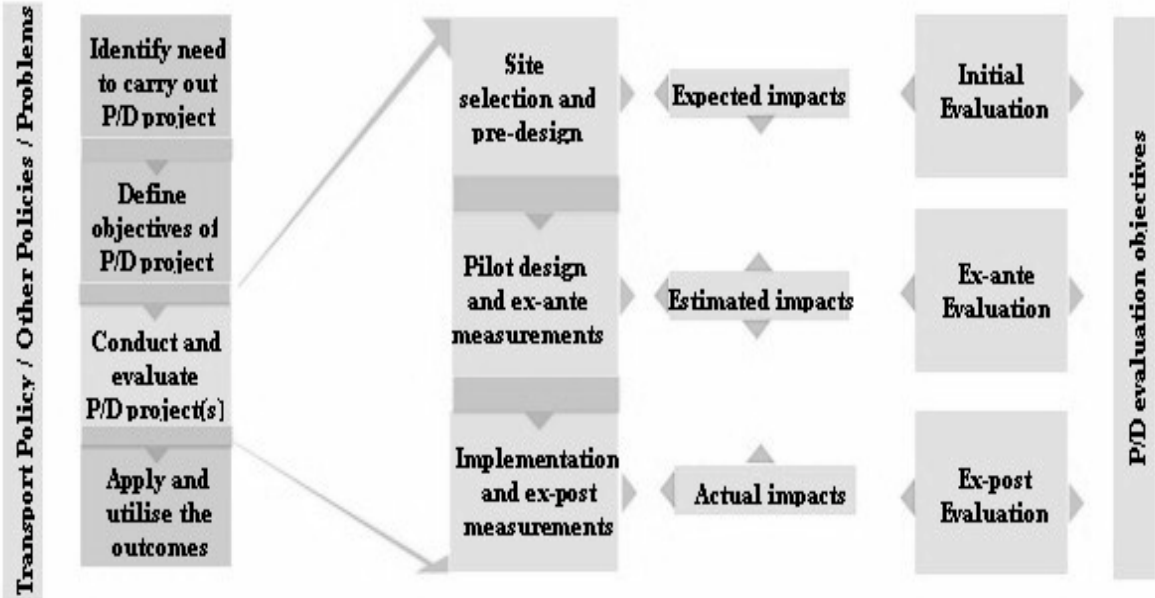 Transport Policy / Other Policies / Problems
Identify need
to carry out
P/D project
Define
objectives of
P/D project
Conduct and
evaluate
P/D project(s)
Apply and
utilise the
outcomes
Site
selection and
pre-design
Pilot design
and ex-ante
measurements
Implementation
and ex-post
measurements
Expected impacts
Estimated impacts
Actual impacts
Initial
Evaluation
Ex-ante
Evaluation
Ex-post
Evaluation
P/D evaluation objectives